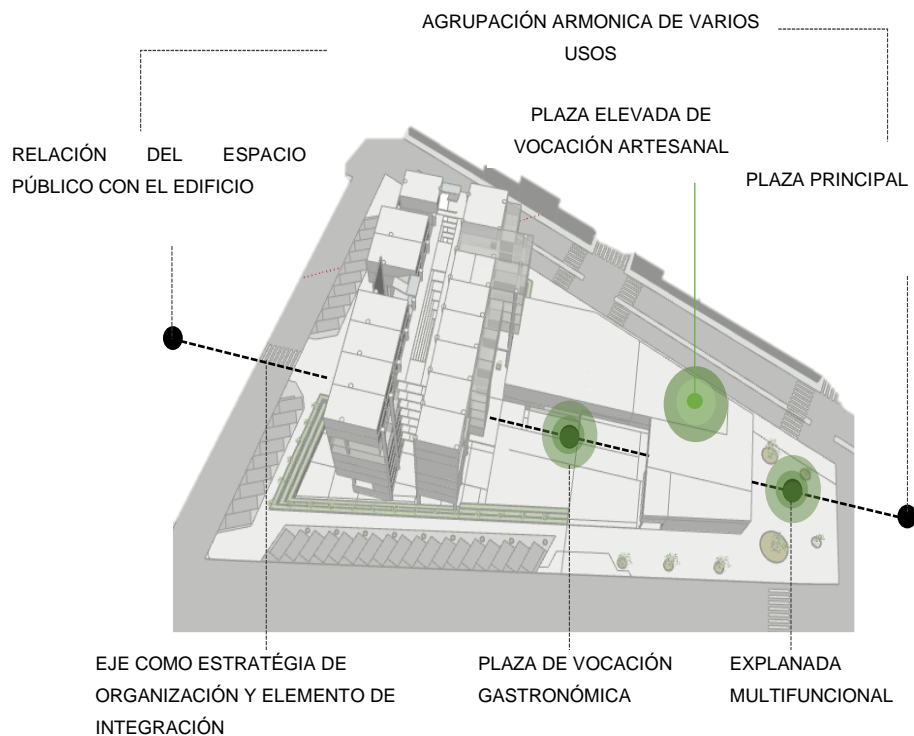 AGRUPACIÓN ARMONICA DE VARIOS
USOS
PLAZA ELEVADA DE
VOCACIÓN ARTESANAL
RELACIÓN DEL ESPACIO
PÚBLICO CON EL EDIFICIO
PLAZA PRINCIPAL
EJE COMO ESTRATÉGIA DE
ORGANIZACIÓN Y ELEMENTO DE
INTEGRACIÓN
PLAZA DE VOCACIÓN
GASTRONÓMICA
EXPLANADA
MULTIFUNCIONAL